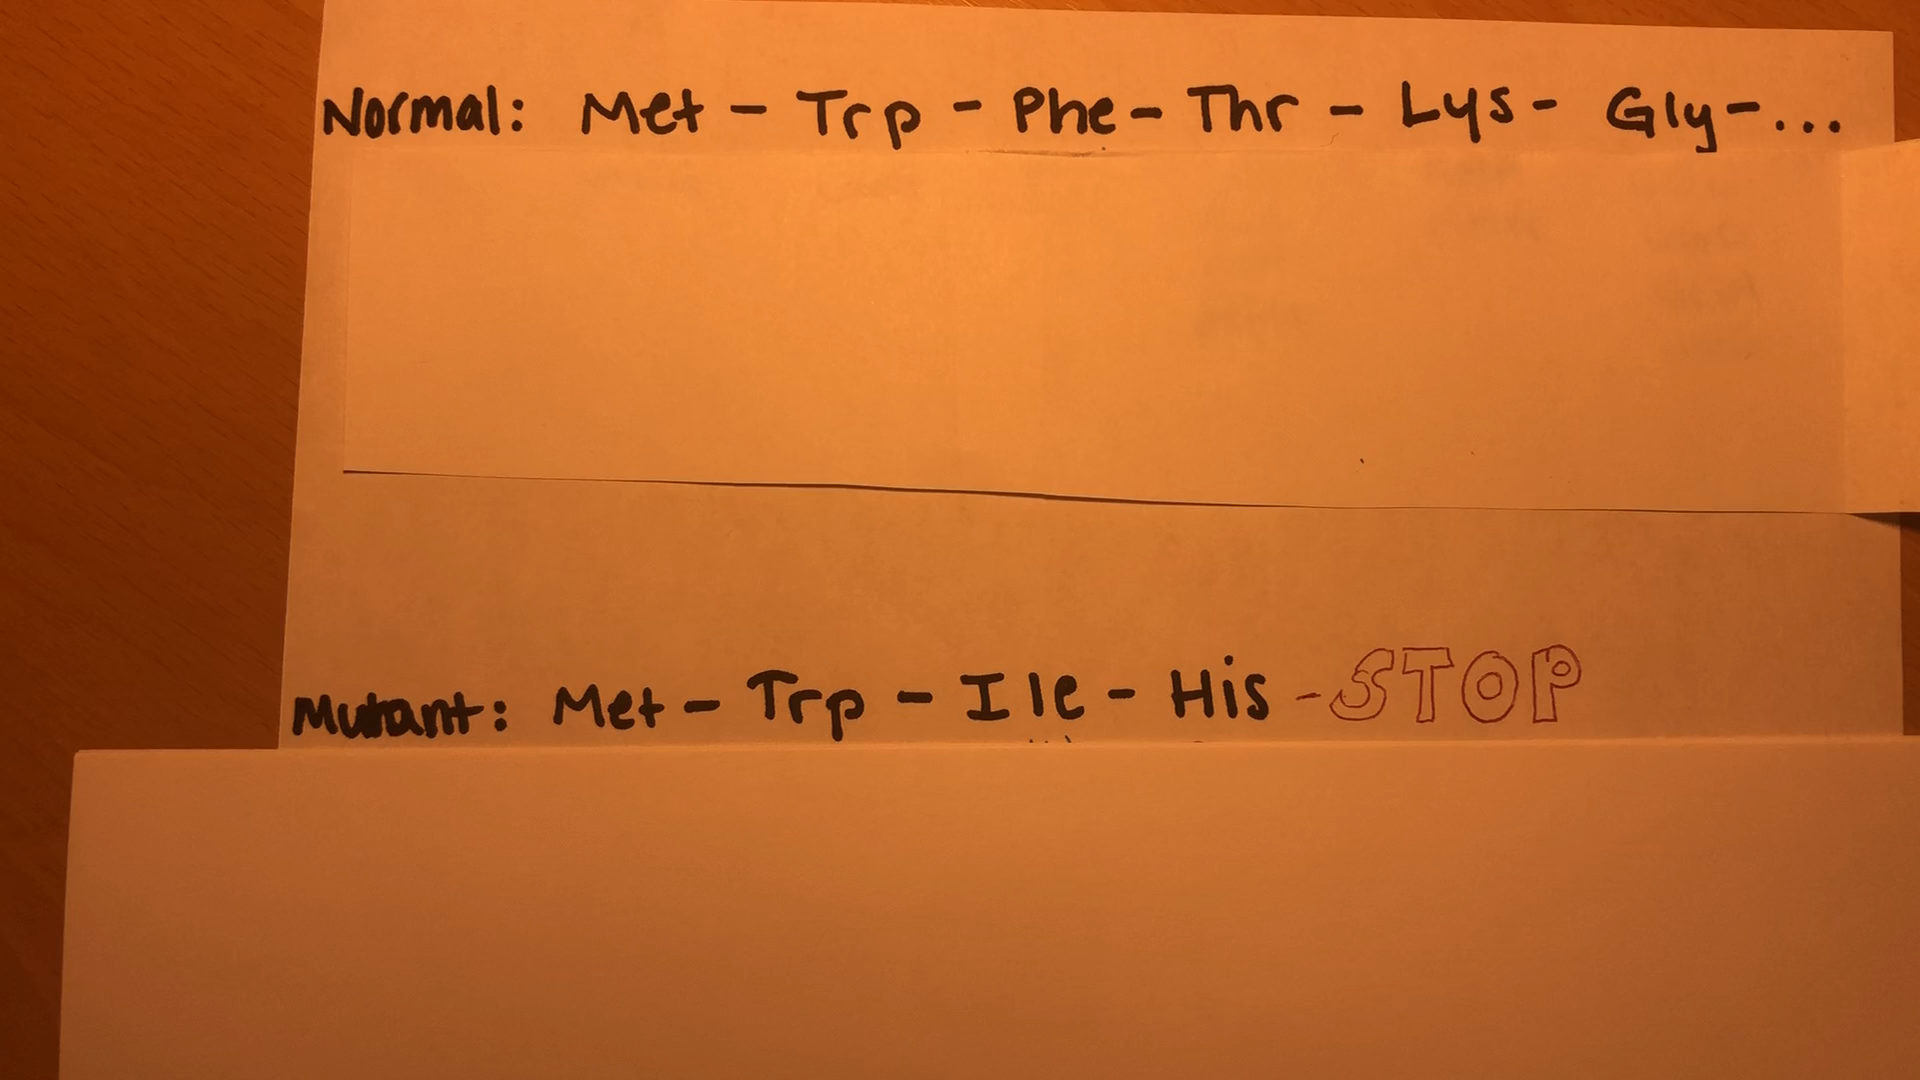 Normal: Met - Trp - Phe - Thr - Lys - Gly - ...
Mutant: Met - Trp - Ile - His - STOP